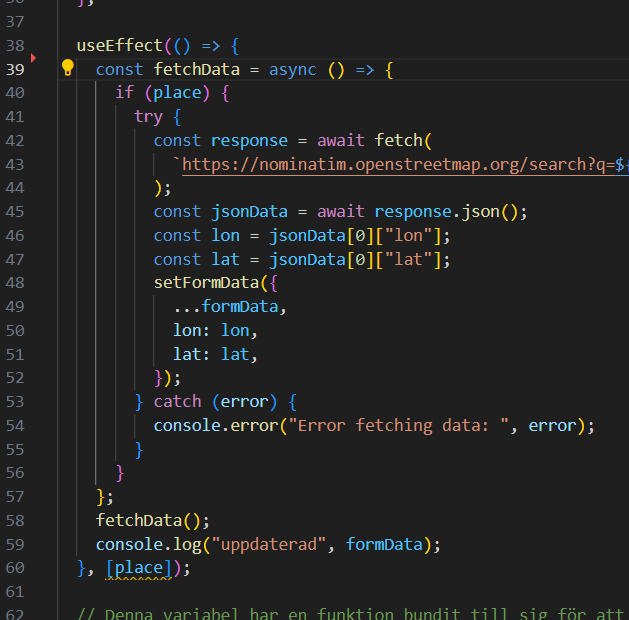 36 };
37
38 useEffect(() => {
39 const fetchData = async () => {
40 if (place) {
41 try {
42 const response = await fetch(
43 `https://nominatim.openstreetmap.org/search?q=${
44 );
45 const jsonData = await response.json();
46 const lon = jsonData[0]["lon"];
47 const lat = jsonData[0]["lat"];
48 setFormData({
49 ...formData,
50 lon: lon,
51 lat: lat,
52 });
53 } catch (error) {
54 console.error("Error fetching data: ", error);
55 }
56 }
57 };
58 fetchData();
59 console.log("uppdaterad", formData);
60 }, [place]);
61
62 // Denna variabel har en funktion bundit till sig för att